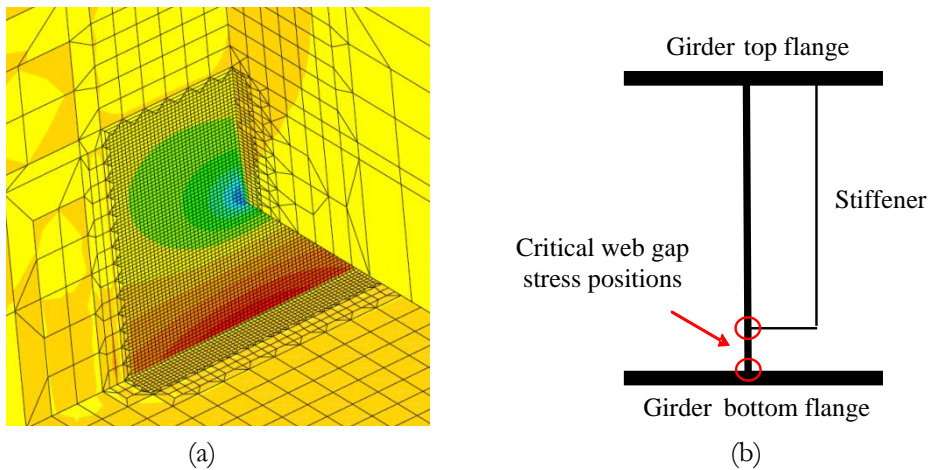 Girder top flange
Stiffener
Critical web gap
stress positions
Girder bottom flange
(a)
(b)